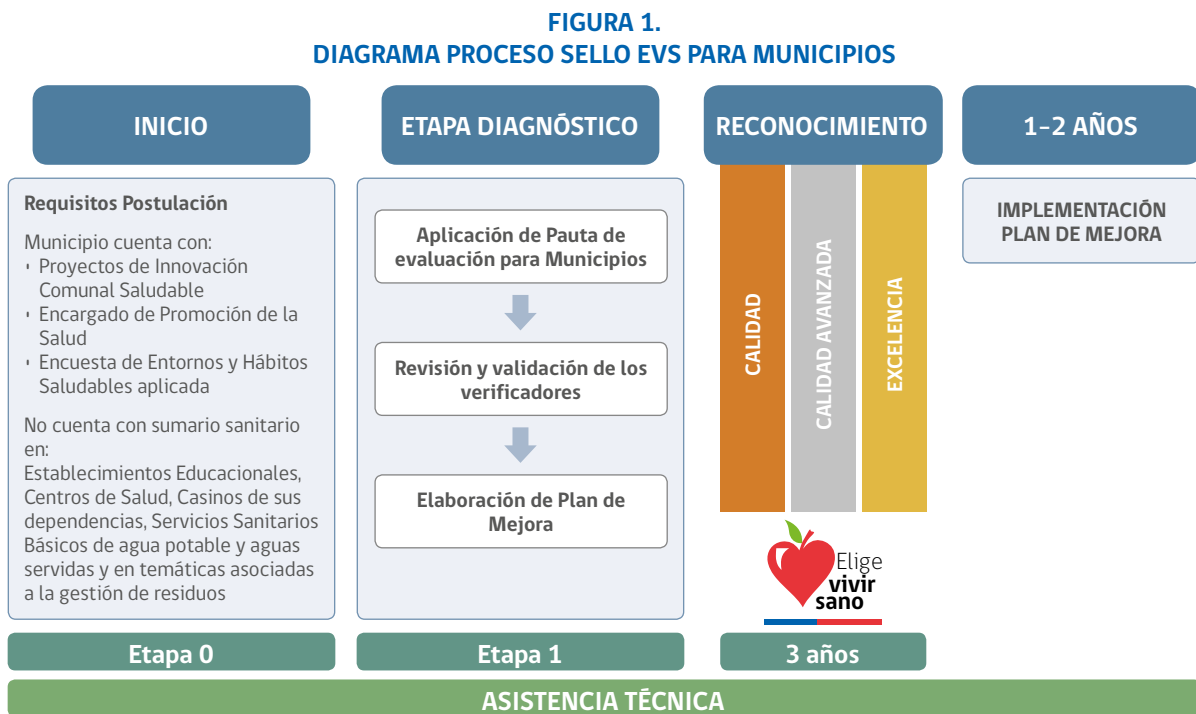 FIGURA 1.
DIAGRAMA PROCESO SELLO EVS PARA MUNICIPIOS
INICIO
Requisitos Postulación
Municipio cuenta con:
• Proyectos de Innovación
Comunal Saludable
• Encargado de Promoción de la
Salud
• Encuesta de Entornos y Hábitos
Saludables aplicada
No cuenta con sumario sanitario
en:
Establecimientos Educacionales,
Centros de Salud, Casinos de sus
dependencias, Servicios Sanitarios
Básicos de agua potable y aguas
servidas y en temáticas asociadas
a la gestión de residuos
Etapa 0
ETAPA DIAGNÓSTICO
Aplicación de Pauta de
evaluación para Municipios
Revisión y validación de los
verificadores
Elaboración de Plan de
Mejora
Etapa 1
RECONOCIMIENTO
CALIDAD
CALIDAD AVANZADA
EXCELENCIA
Elige
vivir
sano
3 años
1-2 AÑOS
IMPLEMENTACIÓN
PLAN DE MEJORA
ASISTENCIA TÉCNICA